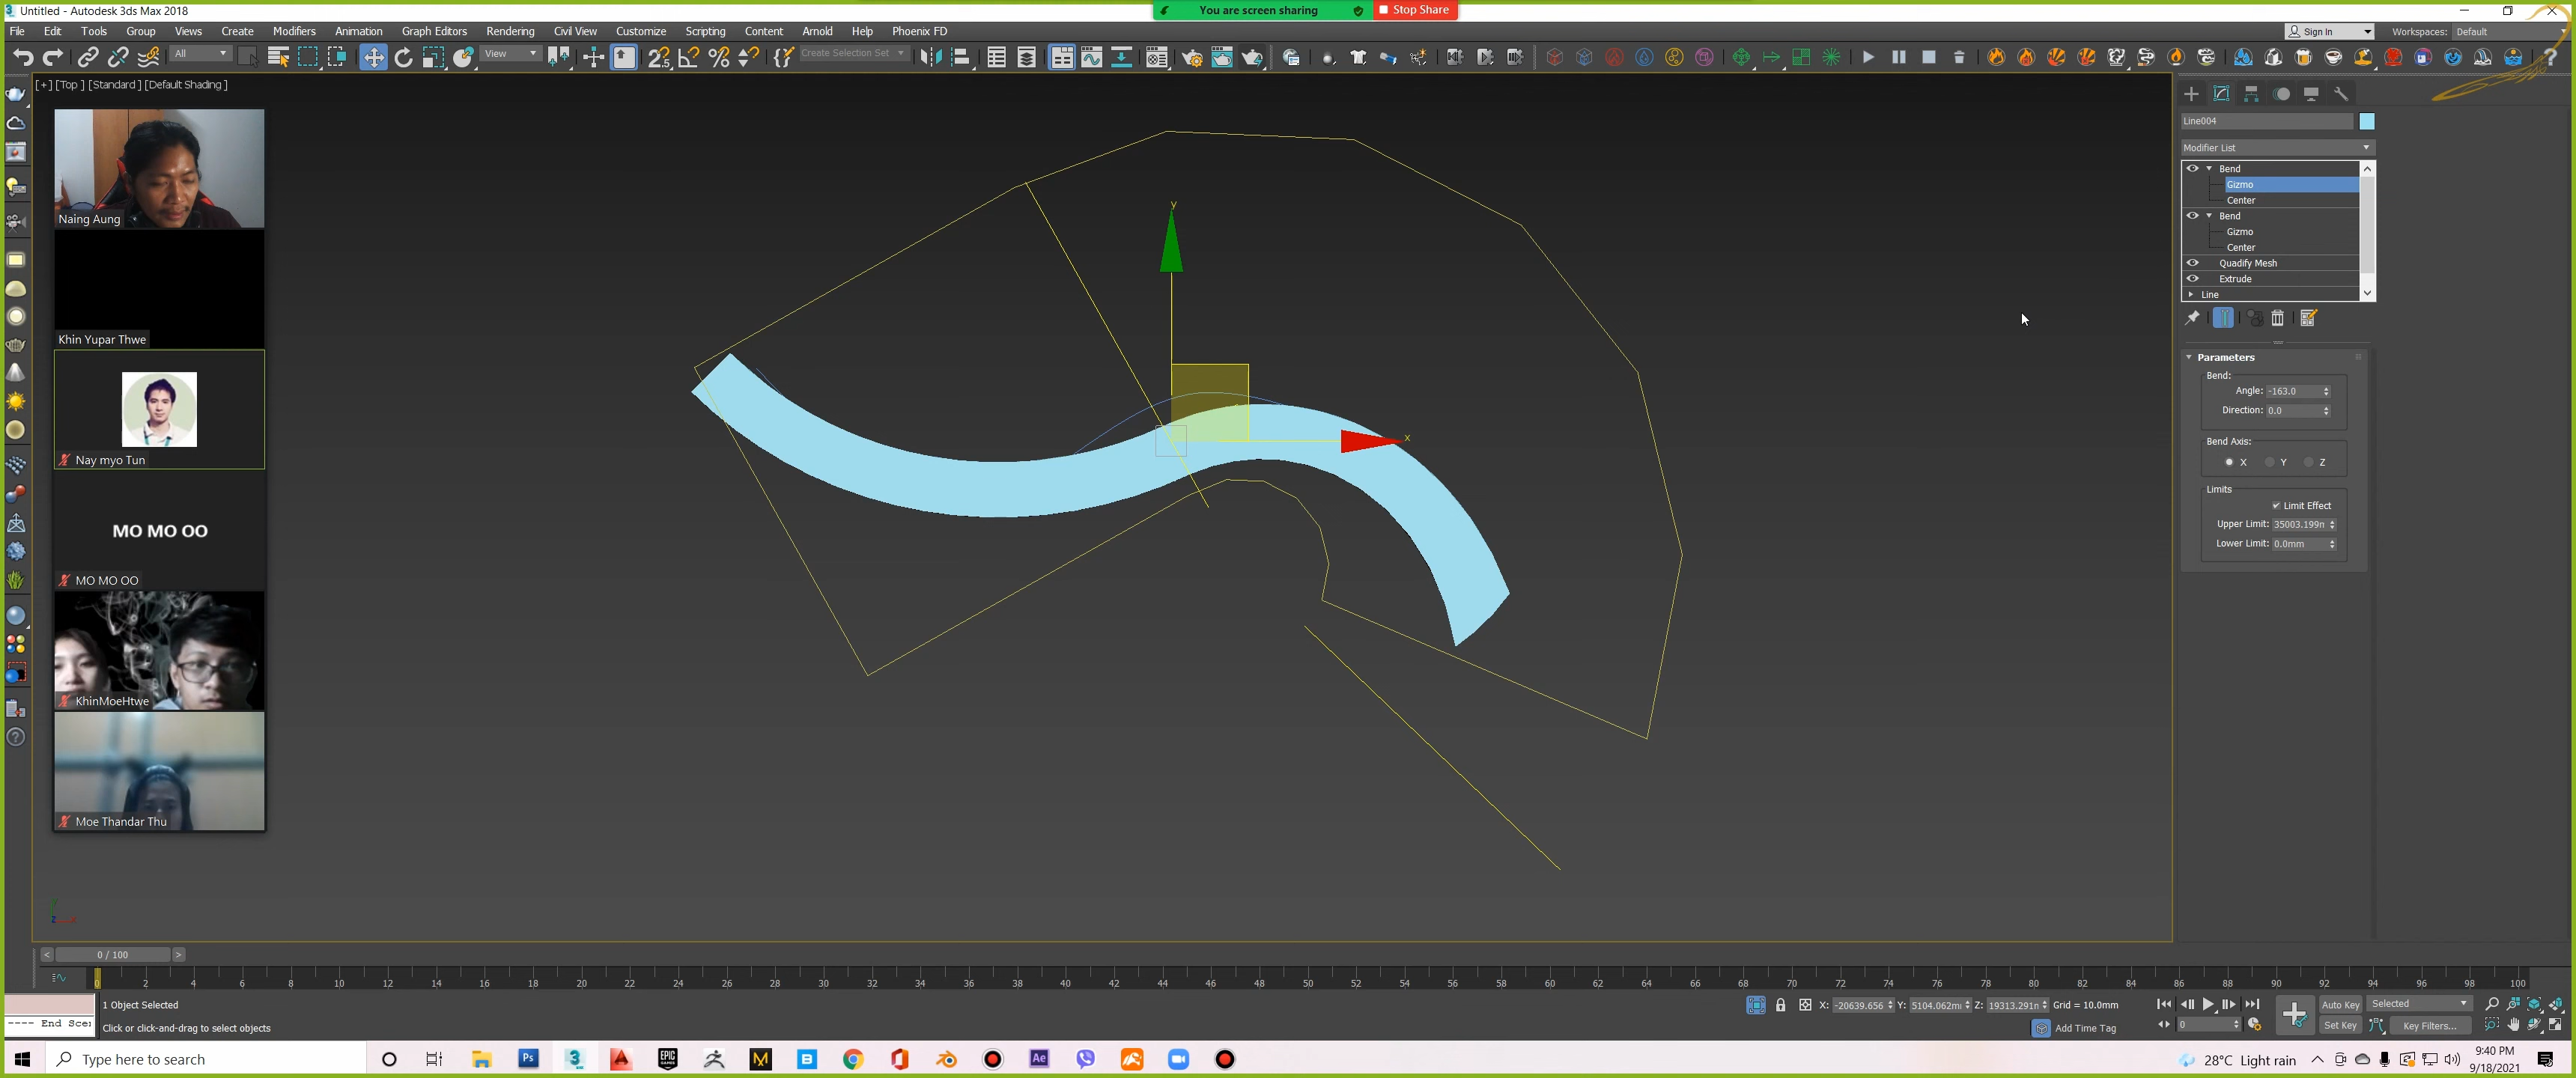 Untitled - Autodesk 3ds Max 2018
You are screen sharing
Stop Share
File Edit Tools Group Views Create Modifiers Animation Graph Editors Rendering Civil View Customize Scripting Content Arnold Help Phoenix FD
Sign In
Workspaces: Default
All
View
Create Selection Set
[+] [Top ] [Standard ] [Default Shading ]
Naing Aung
Khin Yupar Thwe
Nay myo Tun
MO MO OO
MO MO OO
KhinMoeHtwe
Moe Thandar Thu
y
x
Line004
Modifier List
Bend
Gizmo
Center
Bend
Gizmo
Center
Quadify Mesh
Extrude
Line
Parameters
Bend:
Angle: -163.0
Direction: 0.0
Bend Axis:
X Y Z
Limits
Limit Effect
Upper Limit: 35003.199n
Lower Limit: 0.0mm
0 / 100
0 2 4 6 8 10 12 14 16 18 20 22 24 26 28 30 32 34 36 38 40 42 44 46 48 50 52 54 56 58 60 62 64 66 68 70 72 74 76 78 80 82 84 86 88 90 92 94 96 98 100
1 Object Selected
X: -20639.656 Y: 5104.062mi Z: 19313.291n Grid = 10.0mm
Auto Key
Selected
---- End Sce
Click or click-and-drag to select objects
Add Time Tag
0
Set Key
Key Filters...
Type here to search
28°C Light rain
9:40 PM
9/18/2021